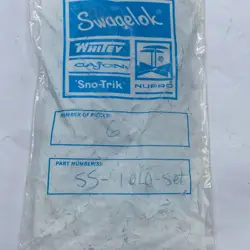 Swagelok
WHITEY
CAJON
NUPRO
"Sno-Trik"
NUMBER OF PIECES
6
PART NUMBER(S)
SS-1010-Set